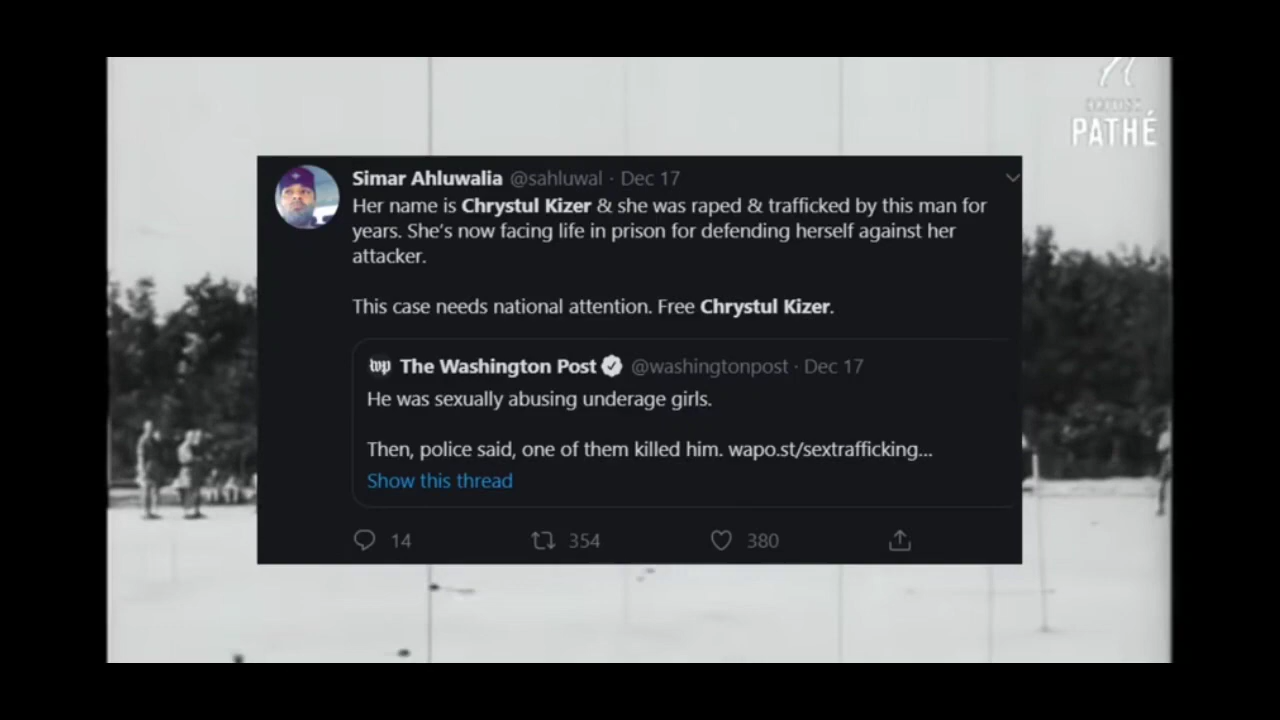 BRITISH
PATHÉ
Simar Ahluwalia @sahluwal · Dec 17
Her name is Chrystul Kizer & she was raped & trafficked by this man for
years. She's now facing life in prison for defending herself against her
attacker.
This case needs national attention. Free Chrystul Kizer.
wp The Washington Post @washingtonpost · Dec 17
He was sexually abusing underage girls.
Then, police said, one of them killed him. wapo.st/sextrafficking...
Show this thread
14 354 380